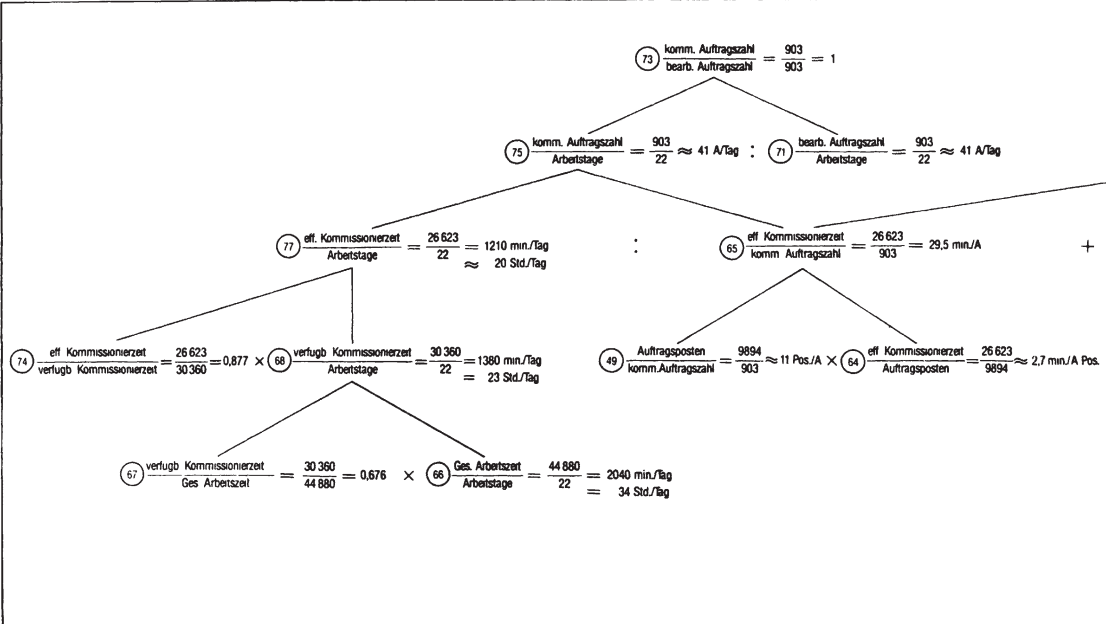 73 komm. Auftragszahl / bearb. Auftragszahl = 903 / 903 = 1
75 komm. Auftragszahl / Arbeitstage = 903 / 22 ≈ 41 A/Tag : 71 bearb. Auftragszahl / Arbeitstage = 903 / 22 ≈ 41 A/Tag
77 eff. Kommissionierzeit / Arbeitstage = 26 623 / 22 = 1210 min./Tag : 65 eff Kommissionierzeit / komm Auftragszahl = 26 623 / 903 = 29,5 min./A +
≈ 20 Std./Tag
74 eff Kommissionierzeit / verfugb Kommissionierzeit = 26 623 / 30 360 = 0,877 × 68 verfugb Kommissionierzeit / Arbeitstage = 30 360 / 22 = 1380 min./Tag 49 Auftragsposten / komm.Auftragszahl = 9894 / 903 ≈ 11 Pos./A × 64 eff Kommissionierzeit / Auftragsposten = 26 623 / 9894 ≈ 2,7 min./A Pos.
= 23 Std./Tag
67 verfugb Kommissionierzeit / Ges Arbeitszeit = 30 360 / 44 880 = 0,676 × 66 Ges. Arbeitszeit / Arbeitstage = 44 880 / 22 = 2040 min./Tag
= 34 Std./Tag